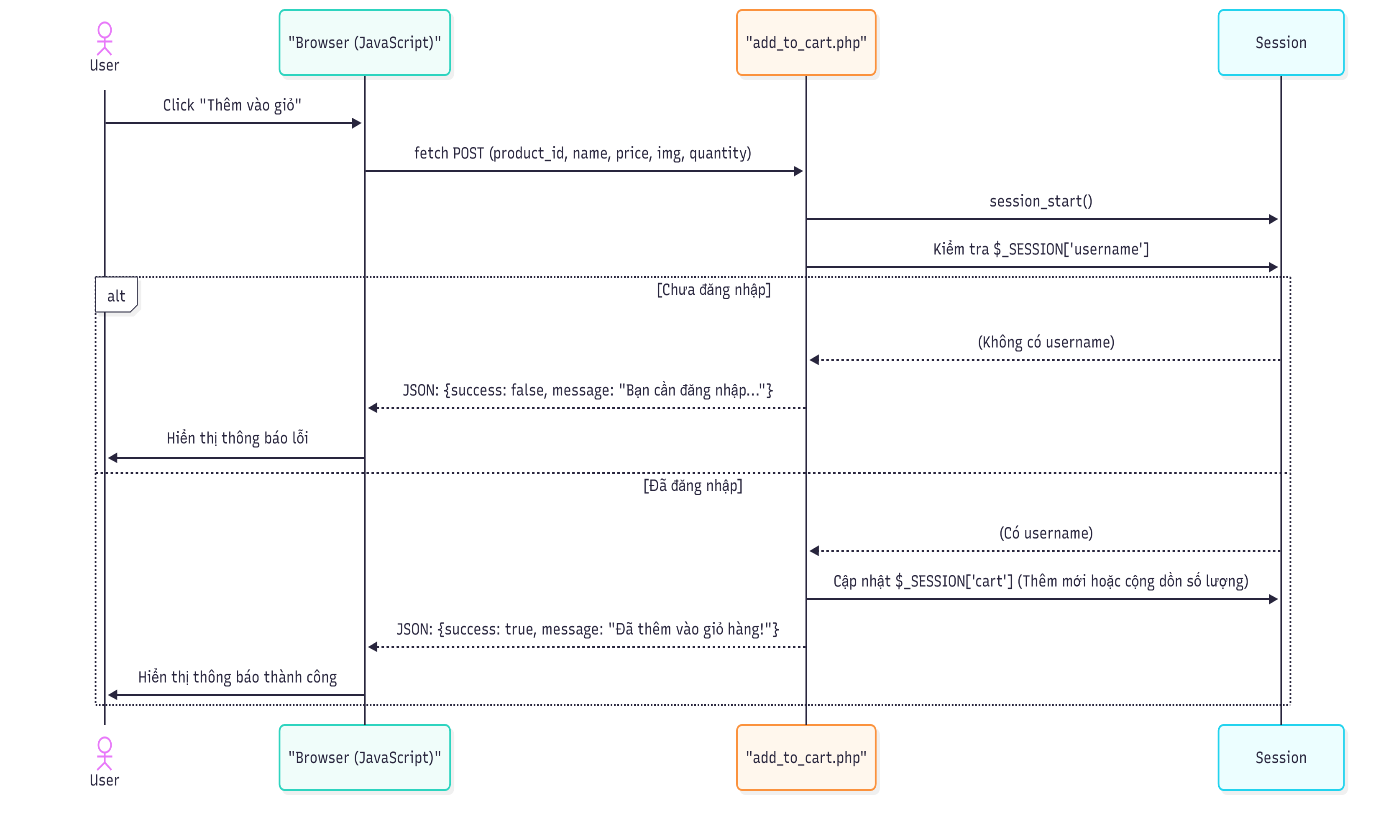 User
"Browser (JavaScript)"
"add_to_cart.php"
Session
Click "Thêm vào giỏ"
fetch POST (product_id, name, price, img, quantity)
session_start()
Kiểm tra $_SESSION['username']
alt
[Chưa đăng nhập]
(Không có username)
JSON: {success: false, message: "Bạn cần đăng nhập..."}
Hiển thị thông báo lỗi
[Đã đăng nhập]
(Có username)
Cập nhật $_SESSION['cart'] (Thêm mới hoặc cộng dồn số lượng)
JSON: {success: true, message: "Đã thêm vào giỏ hàng!"}
Hiển thị thông báo thành công
User
"Browser (JavaScript)"
"add_to_cart.php"
Session